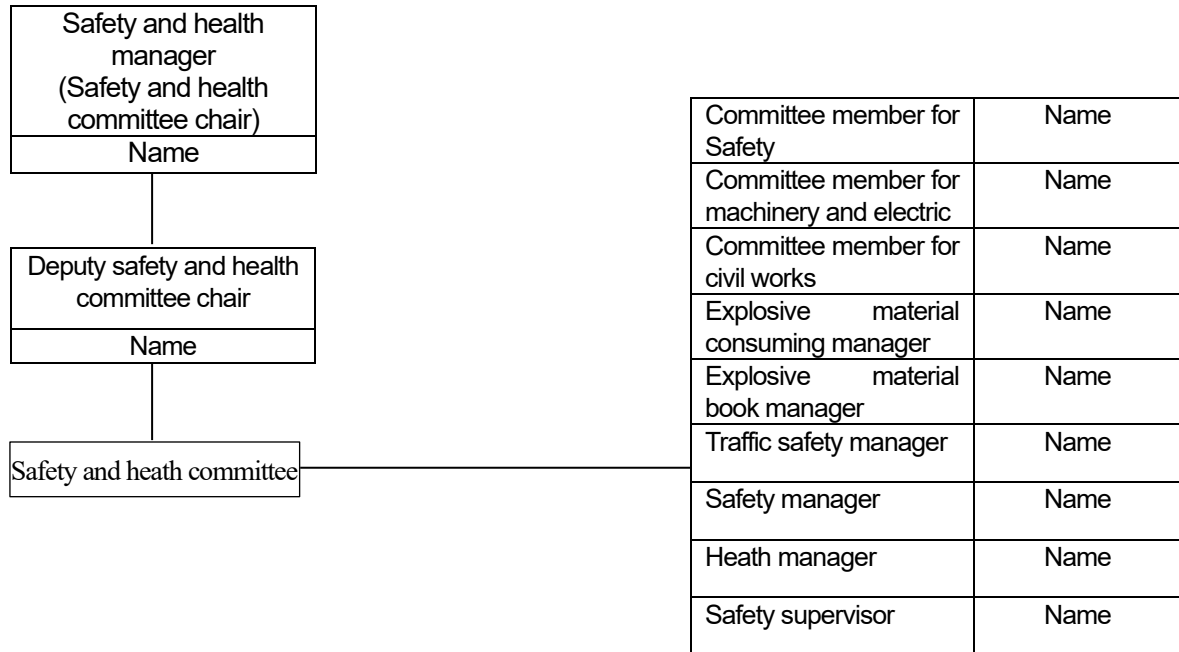 Safety and health
manager
(Safety and health
committee chair)
Name
Deputy safety and health
committee chair
Name
Safety and heath committee
Committee member for
Safety
Name
Committee member for
machinery and electric
Name
Committee member for
civil works
Name
Explosive material
consuming manager
Name
Explosive material
book manager
Name
Traffic safety manager
Name
Safety manager
Name
Heath manager
Name
Safety supervisor
Name